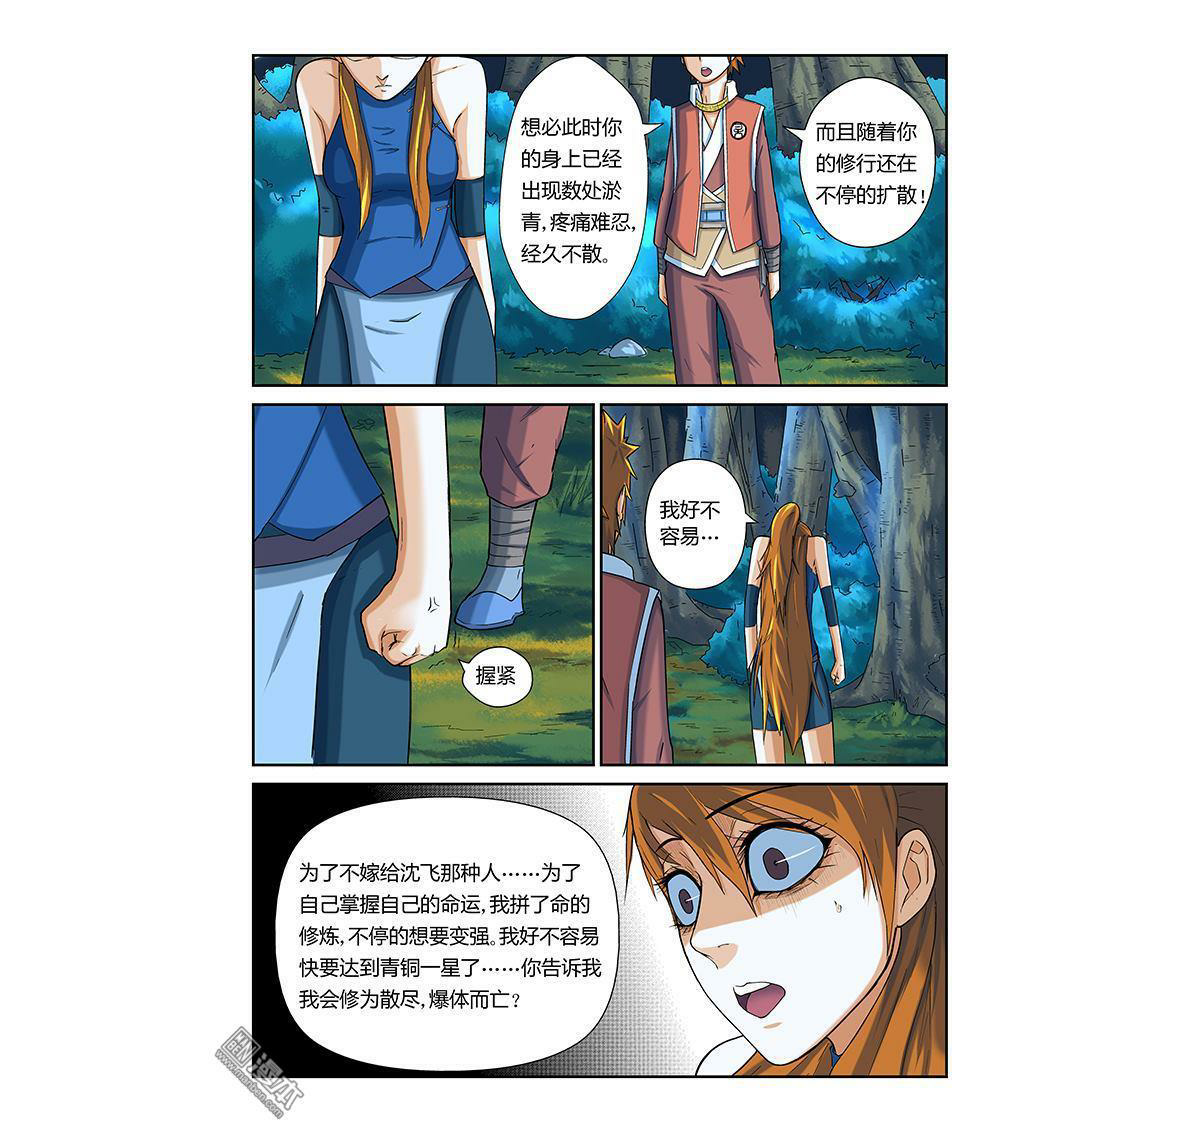 想必此时你
的身上已经
出现数处淤
青,疼痛难忍,
经久不散。
而且随着你
的修行还在
不停的扩散!
握紧
我好不
容易…
为了不嫁给沈飞那种人……为了
自己掌握自己的命运,我拼了命的
修炼,不停的想要变强。我好不容易
快要达到青铜一星了……你告诉我
我会修为散尽,爆体而亡?
漫本
www.manben.com